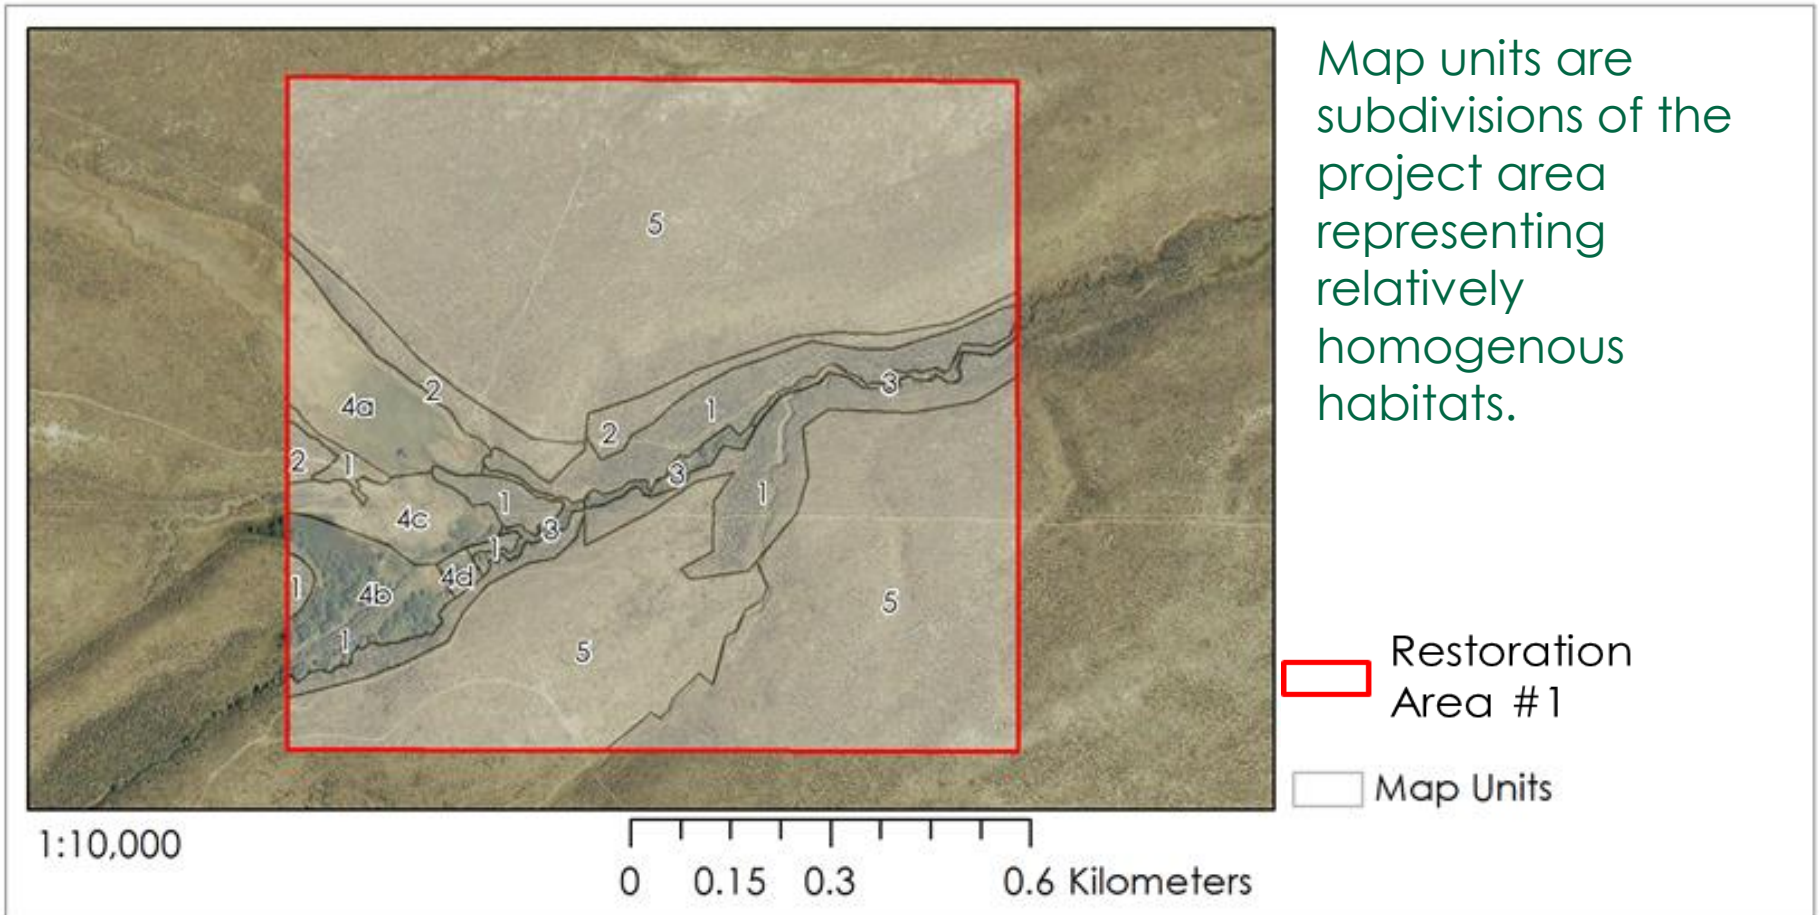 Map units are
subdivisions of the
project area
representing
relatively
homogenous
habitats.
5
2
4a
3
1
2
2
1
3
1
1
4c
3
1
4d
1
4b
5
1
5
Restoration
Area #1
Map Units
1:10,000
0 0.15 0.3 0.6 Kilometers